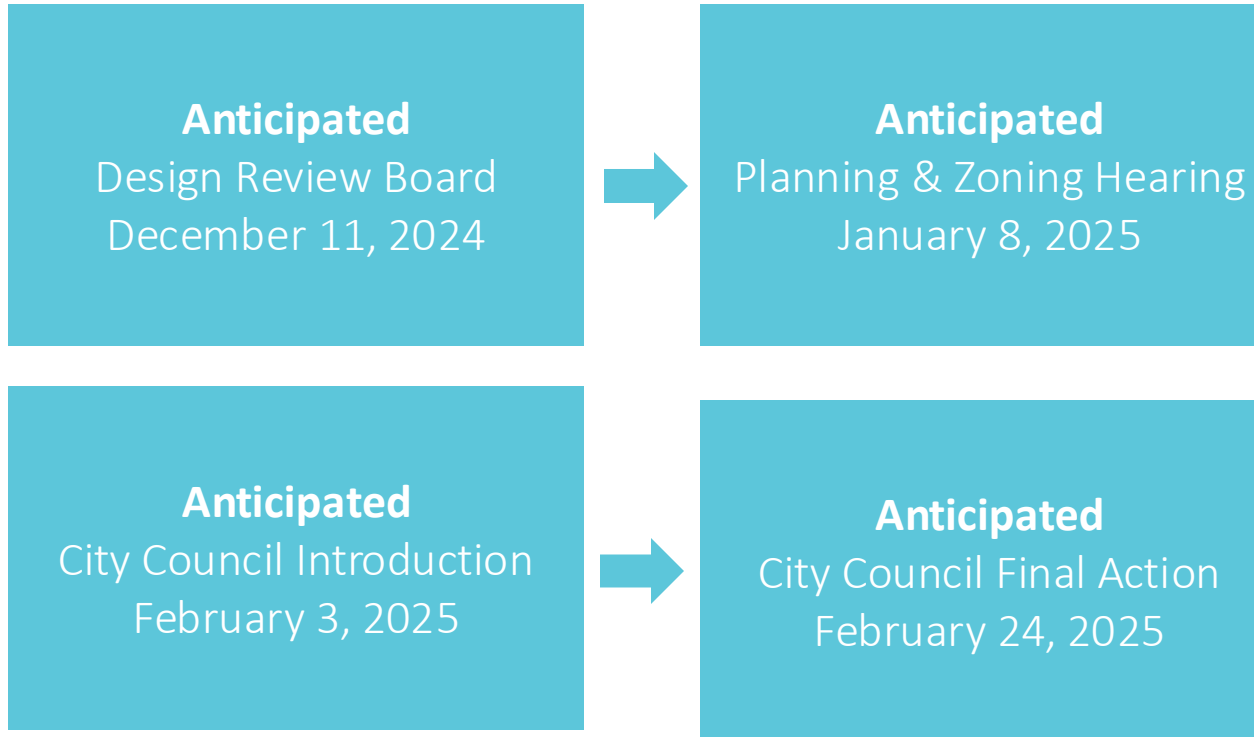 Anticipated
Design Review Board
December 11, 2024
Anticipated
Planning & Zoning Hearing
January 8, 2025
Anticipated
City Council Introduction
February 3, 2025
Anticipated
City Council Final Action
February 24, 2025